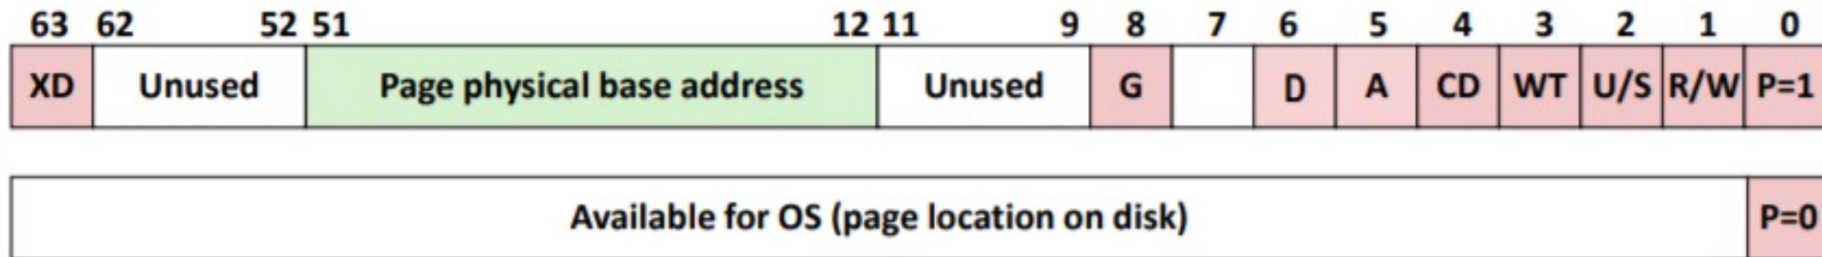 63 62 52 51 12 11 9 8 7 6 5 4 3 2 1 0
XD Unused Page physical base address Unused G D A CD WT U/S R/W P=1
Available for OS (page location on disk) P=0